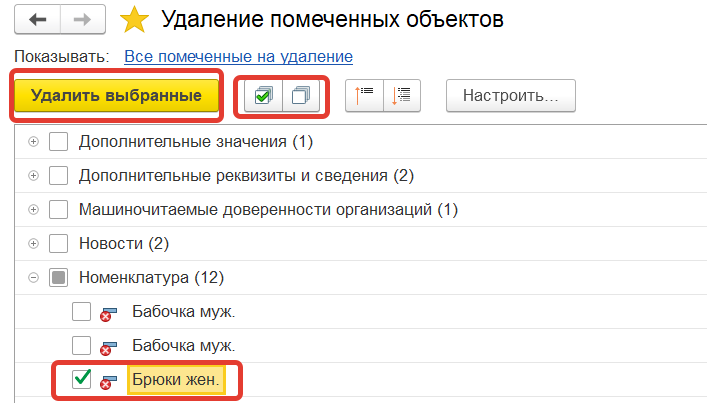 Удаление помеченных объектов
Показывать: Все помеченные на удаление
Удалить выбранные Настроить...
Дополнительные значения (1)
Дополнительные реквизиты и сведения (2)
Машиночитаемые доверенности организаций (1)
Новости (2)
Номенклатура (12)
Бабочка муж.
Бабочка муж.
Брюки жен.